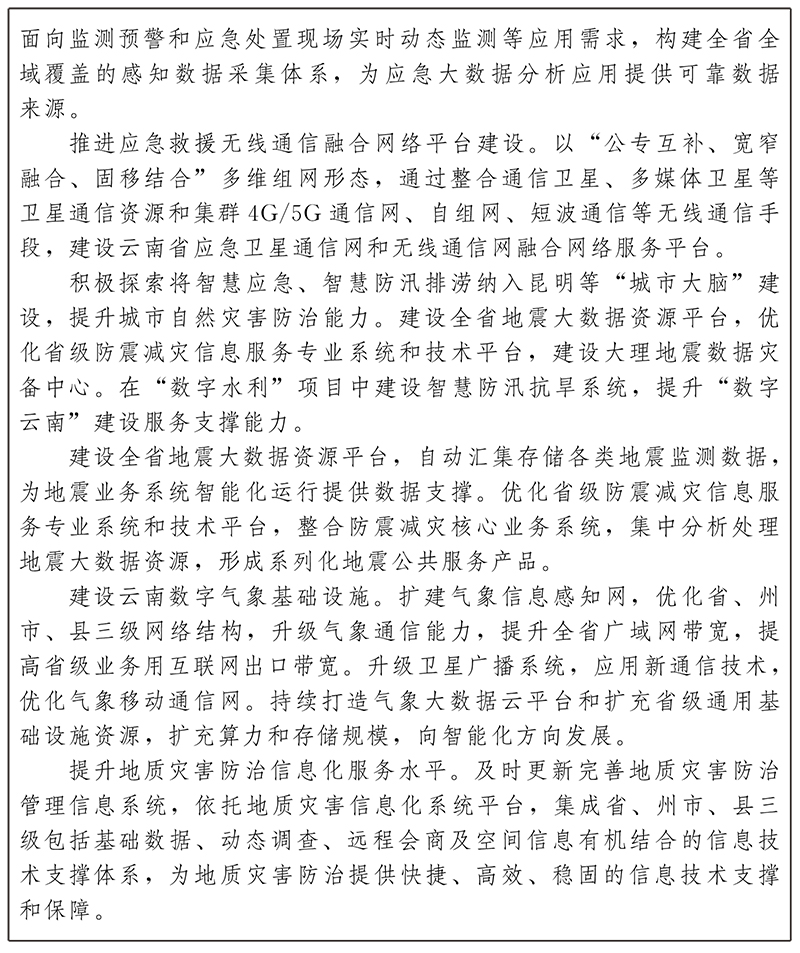 面向监测预警和应急处置现场实时动态监测等应用需求，构建全省全
域覆盖的感知数据采集体系，为应急大数据分析应用提供可靠数据
来源。
推进应急救援无线通信融合网络平台建设。以“公专互补、宽窄
融合、固移结合”多维组网形态，通过整合通信卫星、多媒体卫星等
卫星通信资源和集群4G/5G通信网、自组网、短波通信等无线通信手
段，建设云南省应急卫星通信网和无线通信网融合网络服务平台。
积极探索将智慧应急、智慧防汛排涝纳入昆明等“城市大脑”建
设，提升城市自然灾害防治能力。建设全省地震大数据资源平台，优
化省级防震减灾信息服务专业系统和技术平台，建设大理地震数据灾
备中心。在“数字水利”项目中建设智慧防汛抗旱系统，提升“数字
云南”建设服务支撑能力。
建设全省地震大数据资源平台，自动汇集存储各类地震监测数据，
为地震业务系统智能化运行提供数据支撑。优化省级防震减灾信息服
务专业系统和技术平台，整合防震减灾核心业务系统，集中分析处理
地震大数据资源，形成系列化地震公共服务产品。
建设云南数字气象基础设施。扩建气象信息感知网，优化省、州
市、县三级网络结构，升级气象通信能力，提升全省广域网带宽，提
高省级业务用互联网出口带宽。升级卫星广播系统，应用新通信技术，
优化气象移动通信网。持续打造气象大数据云平台和扩充省级通用基
础设施资源，扩充算力和存储规模，向智能化方向发展。
提升地质灾害防治信息化服务水平。及时更新完善地质灾害防治
管理信息系统，依托地质灾害信息化系统平台，集成省、州市、县三
级包括基础数据、动态调查、远程会商及空间信息有机结合的信息技
术支撑体系，为地质灾害防治提供快捷、高效、稳固的信息技术支撑
和保障。